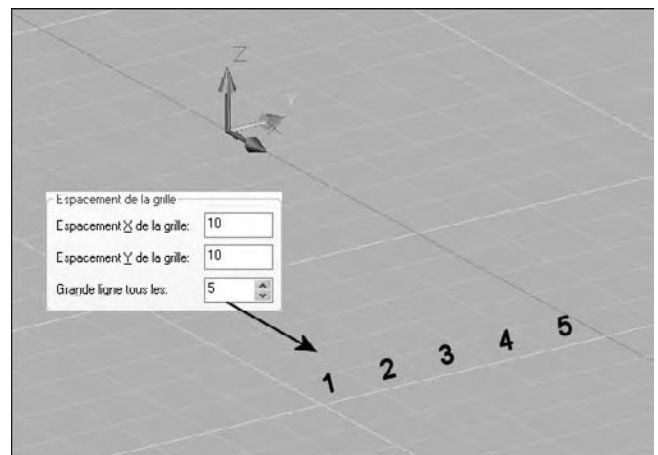 Z
Y
X
Espacement de la grille
Espacement X de la grille: 10
Espacement Y de la grille: 10
Grande ligne tous les: 5
1 2 3 4 5